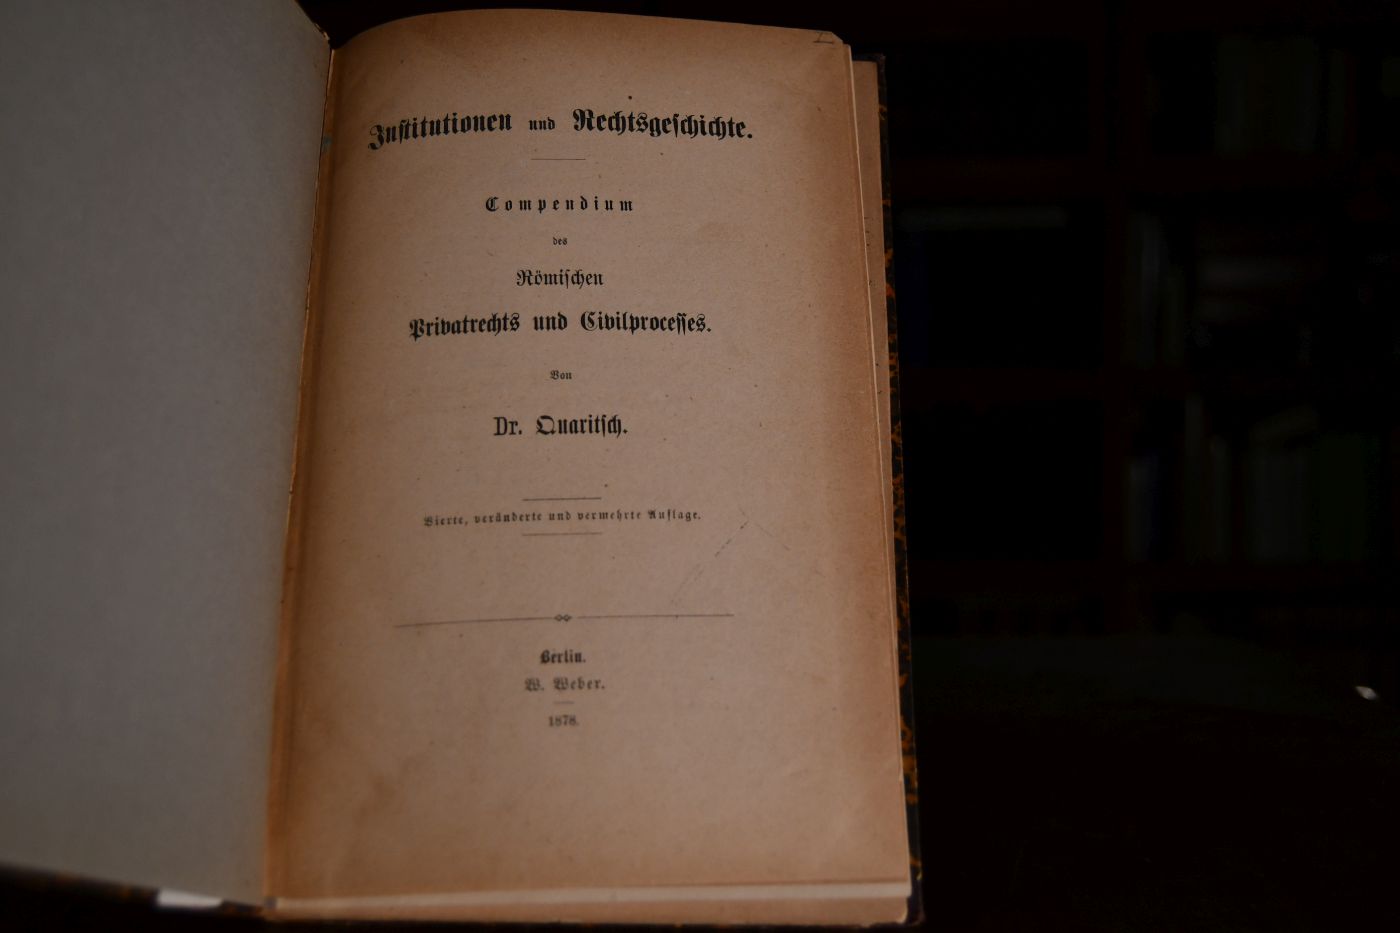 Institutionen und Rechtsgeschichte.
Compendium
des
Römischen
Privatrechts und Civilprocesses.
Von
Dr. Quaritsch.
Vierte, veränderte und vermehrte Auflage.
Berlin.
W. Weber.
1878.